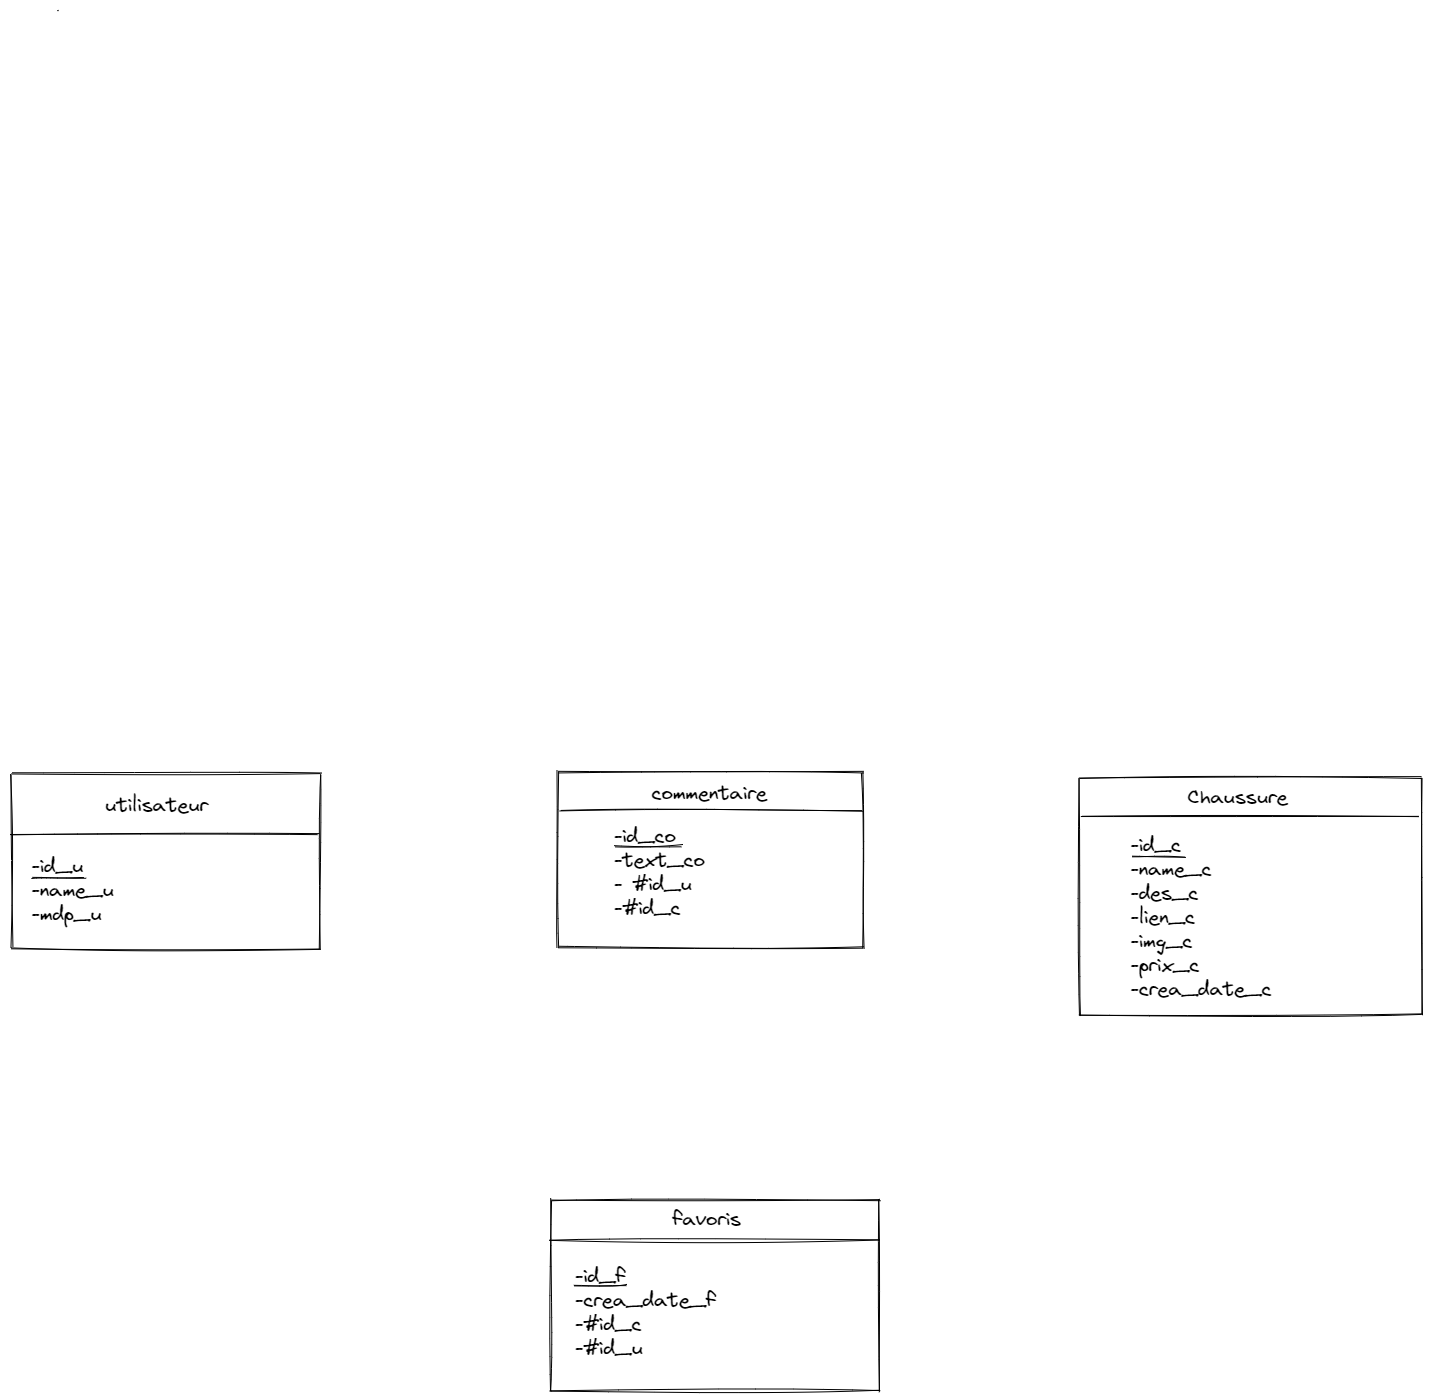 utilisateur
-id_u
-name_u
-mdp_u
commentaire
-id_co
-text_co
- #id_u
-#id_c
Chaussure
-id_c
-name_c
-des_c
-lien_c
-img_c
-prix_c
-crea_date_c
favoris
-id_f
-crea_date_f
-#id_c
-#id_u